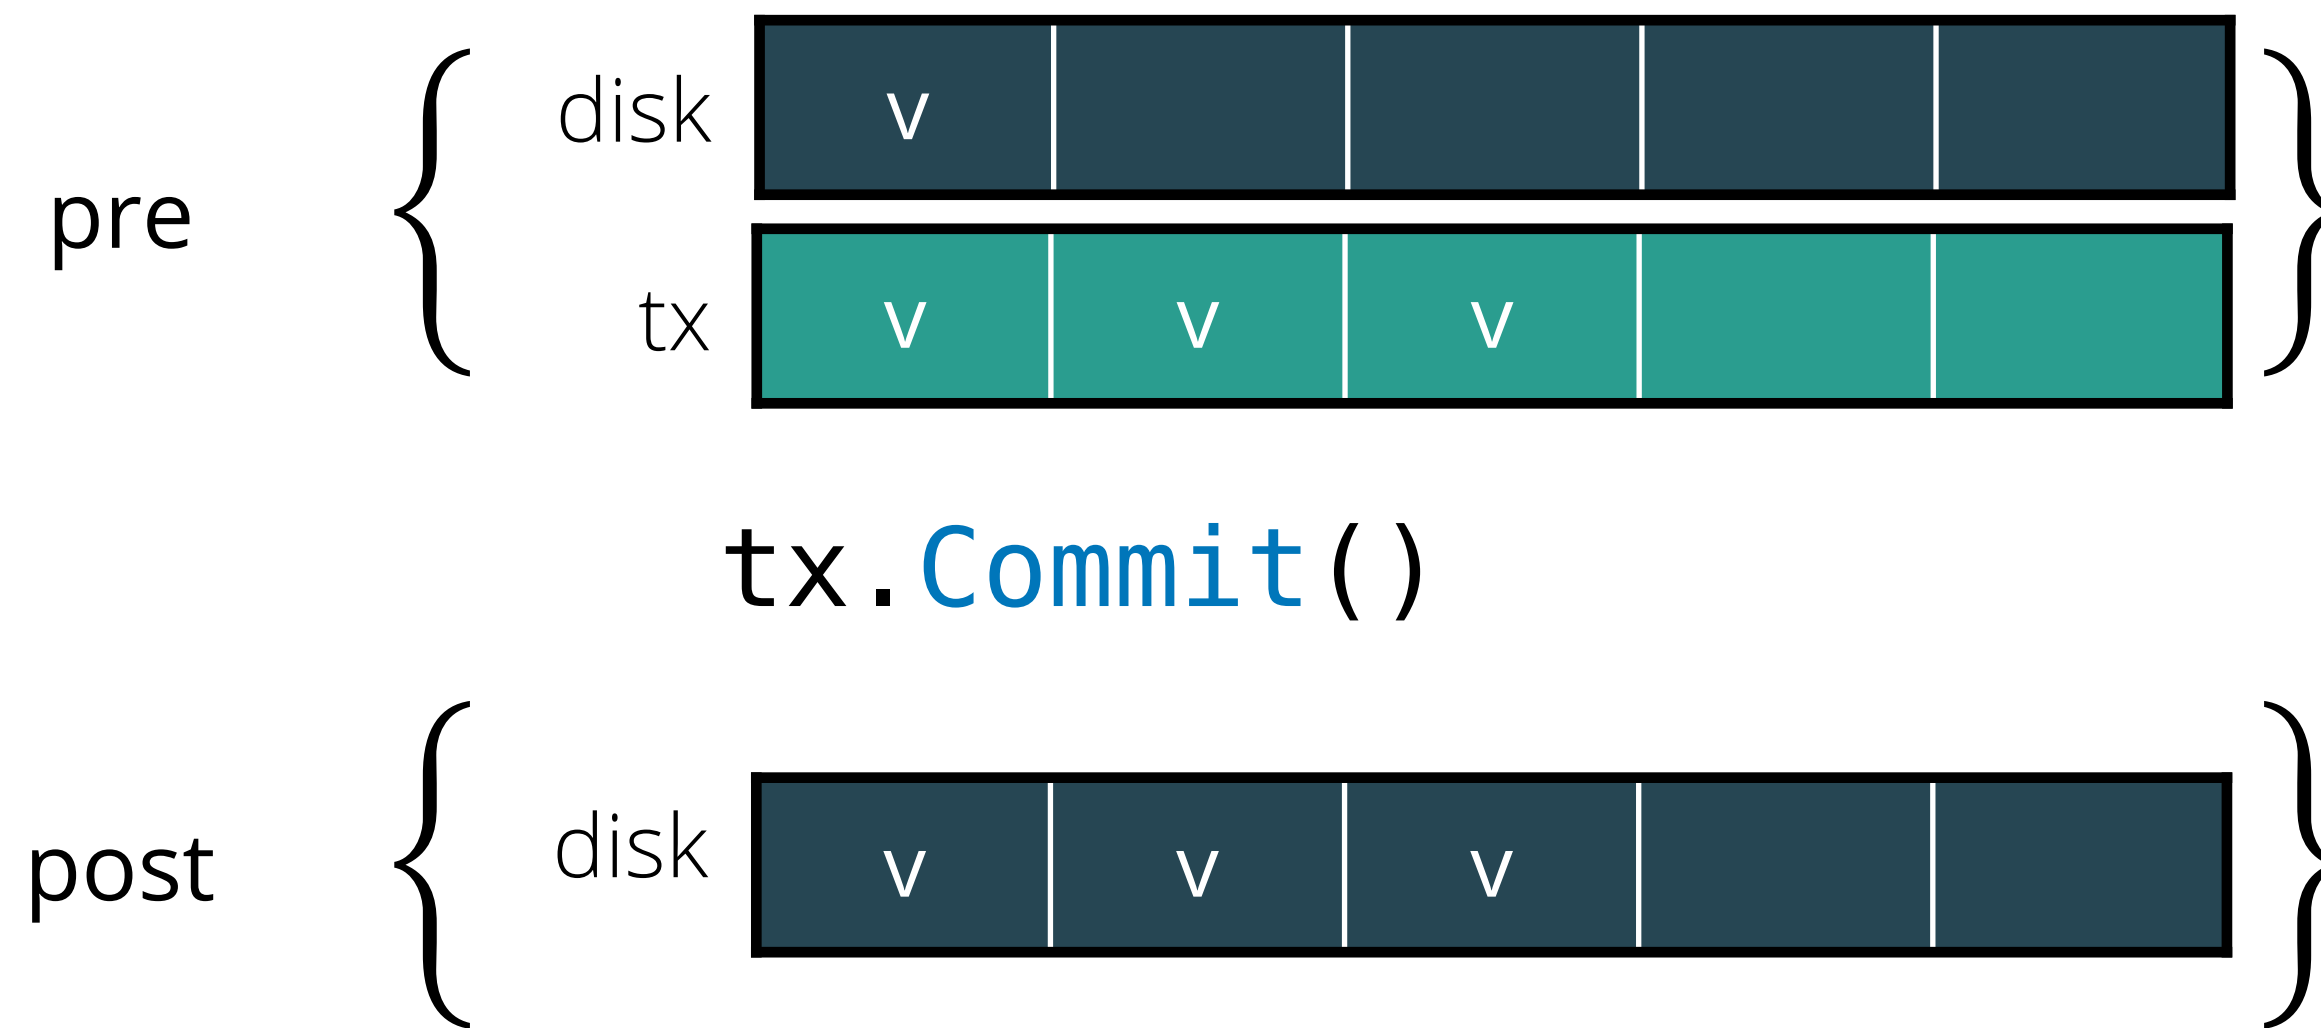 pre
disk v
tx v v v
tx.Commit()
post
disk v v v